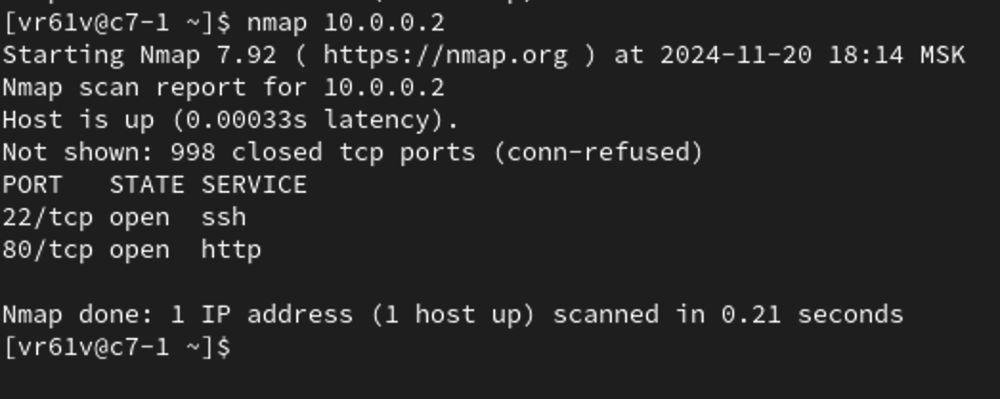 [vr61v@c7-1 ~]$ nmap 10.0.0.2
Starting Nmap 7.92 ( https://nmap.org ) at 2024-11-20 18:14 MSK
Nmap scan report for 10.0.0.2
Host is up (0.00033s latency).
Not shown: 998 closed tcp ports (conn-refused)
PORT   STATE SERVICE
22/tcp open  ssh
80/tcp open  http
Nmap done: 1 IP address (1 host up) scanned in 0.21 seconds
[vr61v@c7-1 ~]$